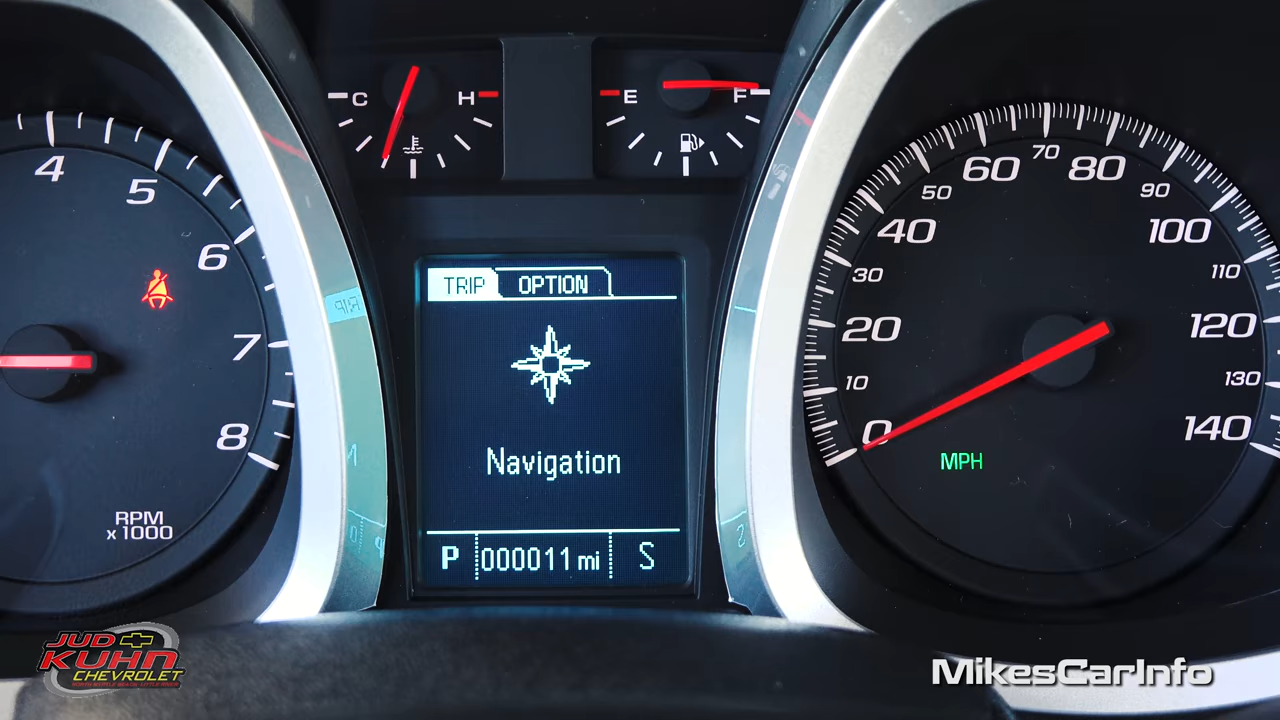 C H
E F
4
5
6
7
8
RPM
x 1000
TRIP OPTION
Navigation
P 000011 mi S
0
10
20
30
40
50
60
70
80
90
100
110
120
130
140
MPH
JUD
KUHN
CHEVROLET
MikesCarInfo